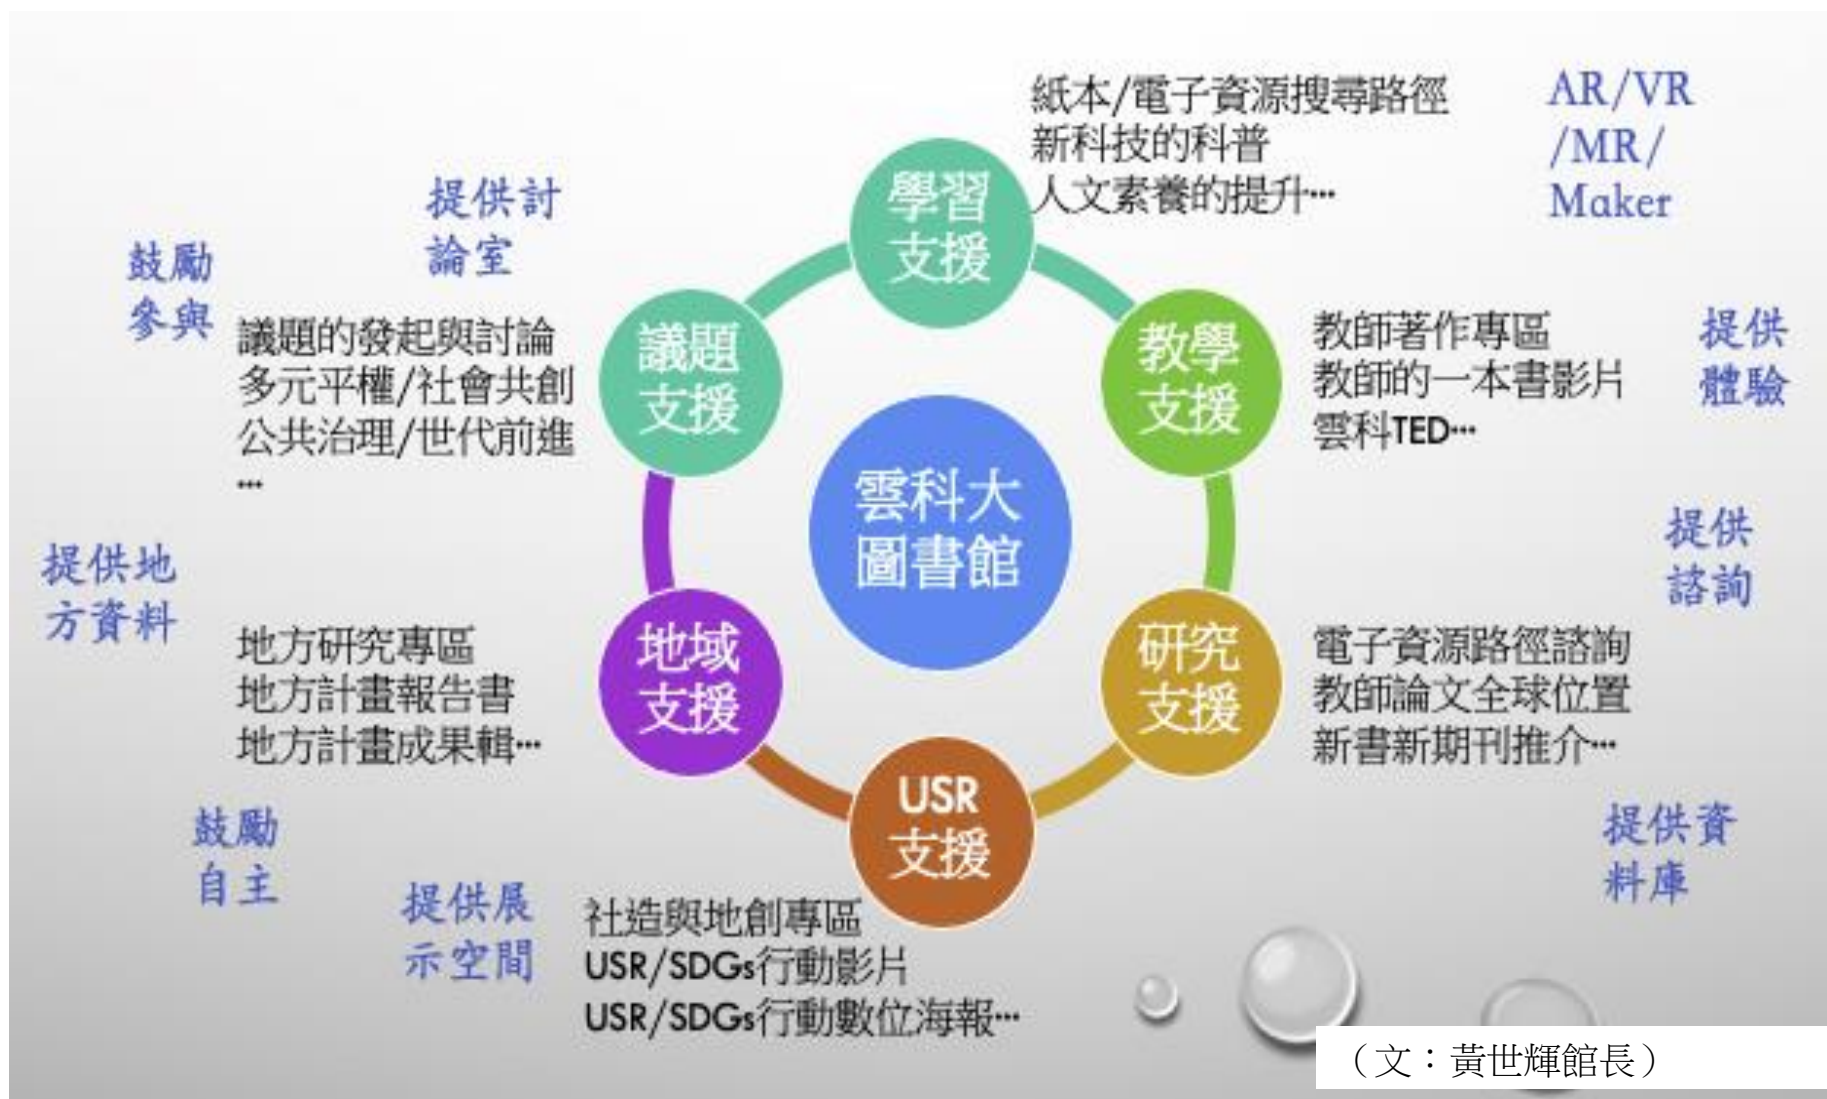 紙本/電子資源搜尋路徑
新科技的科普
人文素養的提升…
AR/VR
/MR/
Maker
學習
支援
提供討
論室
鼓勵
參與
議題的發起與討論
多元平權/社會共創
公共治理/世代前進
…
議題
支援
教學
支援
教師著作專區
教師的一本書影片
雲科TED…
提供
體驗
雲科大
圖書館
提供
諮詢
提供地
方資料
地方研究專區
地方計畫報告書
地方計畫成果輯…
地域
支援
研究
支援
電子資源路徑諮詢
教師論文全球位置
新書新期刊推介…
USR
支援
鼓勵
自主
提供展
示空間
社造與地創專區
USR/SDGs行動影片
USR/SDGs行動數位海報…
提供資
料庫
（文：黃世輝館長）